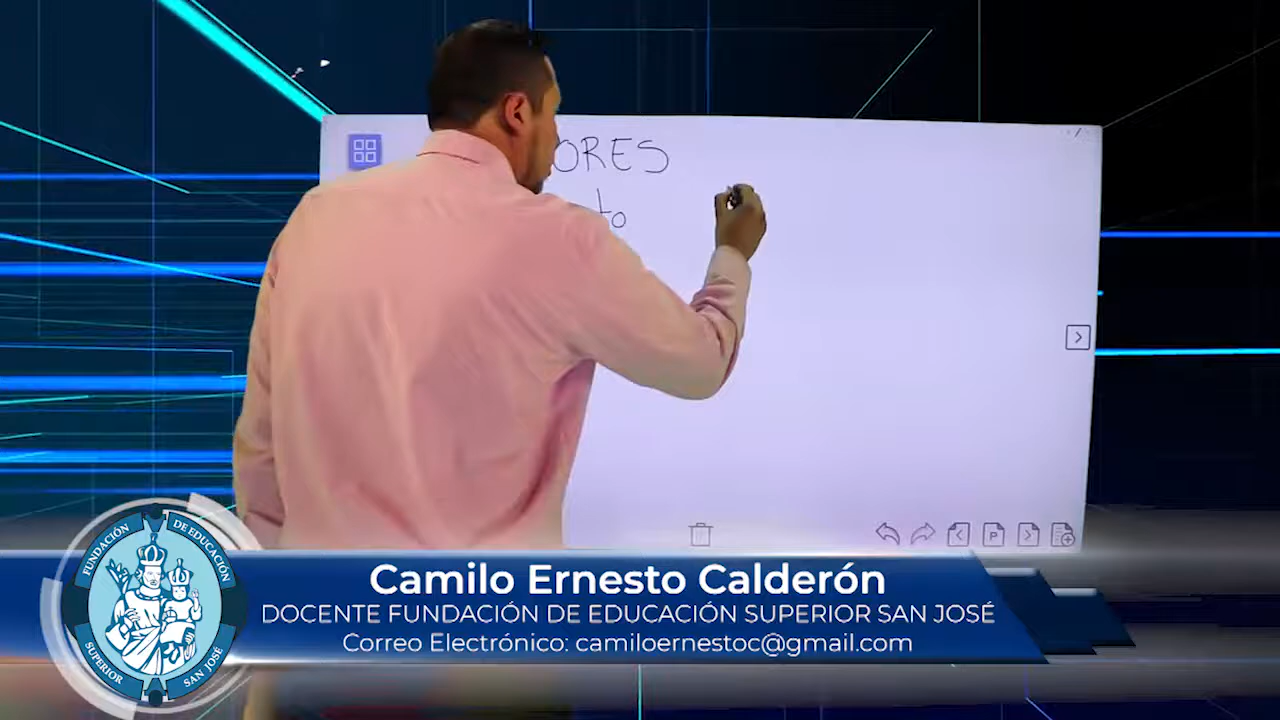 ORES
to
FUNDACIÓN DE EDUCACIÓN
SUPERIOR SAN JOSÉ
Camilo Ernesto Calderón
DOCENTE FUNDACIÓN DE EDUCACIÓN SUPERIOR SAN JOSÉ
Correo Electrónico: camiloernestoc@gmail.com